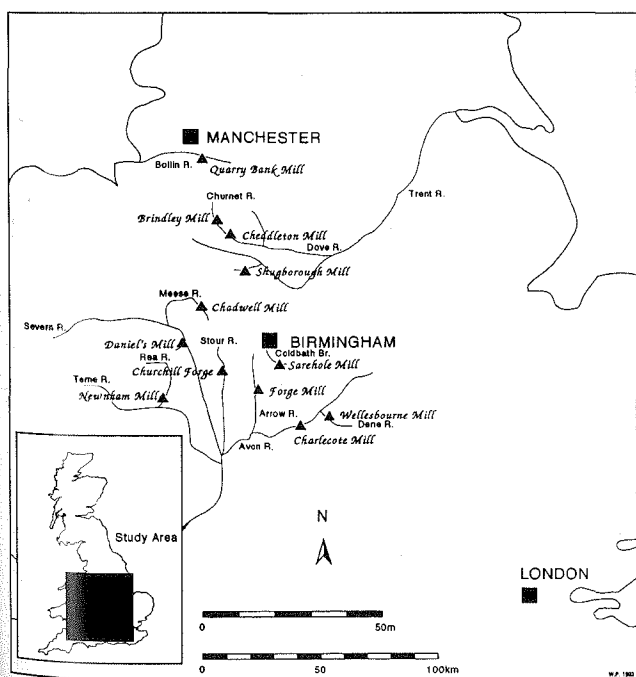 MANCHESTER
Bollin R.
Quarry Bank Mill
Churnet R.
Trent R.
Brindley Mill
Cheddleton Mill
Dove R.
Shugborough Mill
Meese R.
Chadwell Mill
Severn R.
Stour R.
Daniel's Mill
BIRMINGHAM
Coldbath Br.
Rea R.
Sarehole Mill
Churchill Forge
Teme R.
Forge Mill
Newnham Mill
Arrow R.
Wellesbourne Mill
Dene R.
Charlecote Mill
Avon R.
N
Study Area
LONDON
0 50m
0 50 100km
W.P. 1993